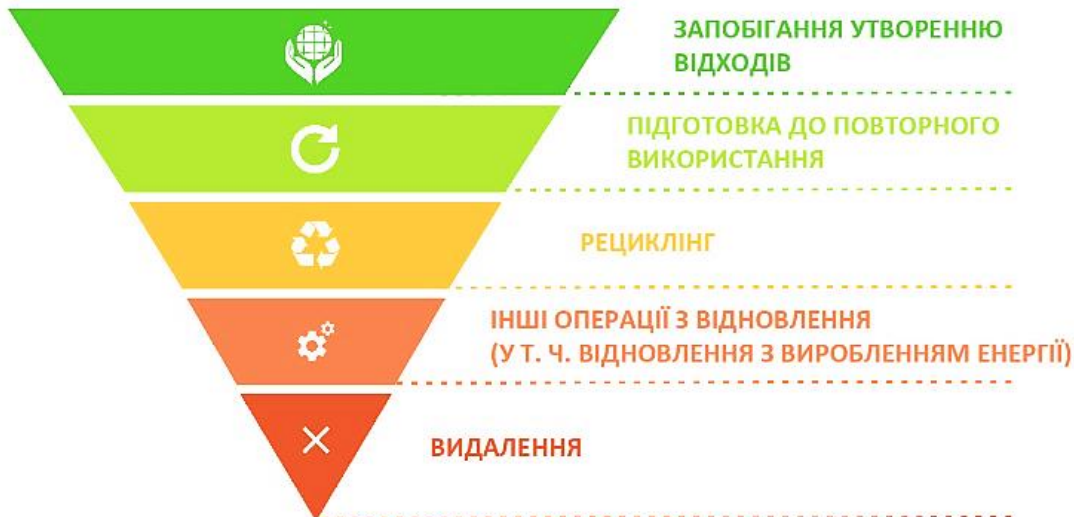 ЗАПОБІГАННЯ УТВОРЕННЮ
ВІДХОДІВ
ПІДГОТОВКА ДО ПОВТОРНОГО
ВИКОРИСТАННЯ
РЕЦИКЛІНГ
ІНШІ ОПЕРАЦІЇ З ВІДНОВЛЕННЯ
(У Т. Ч. ВІДНОВЛЕННЯ З ВИРОБЛЕННЯМ ЕНЕРГІЇ)
ВИДАЛЕННЯ